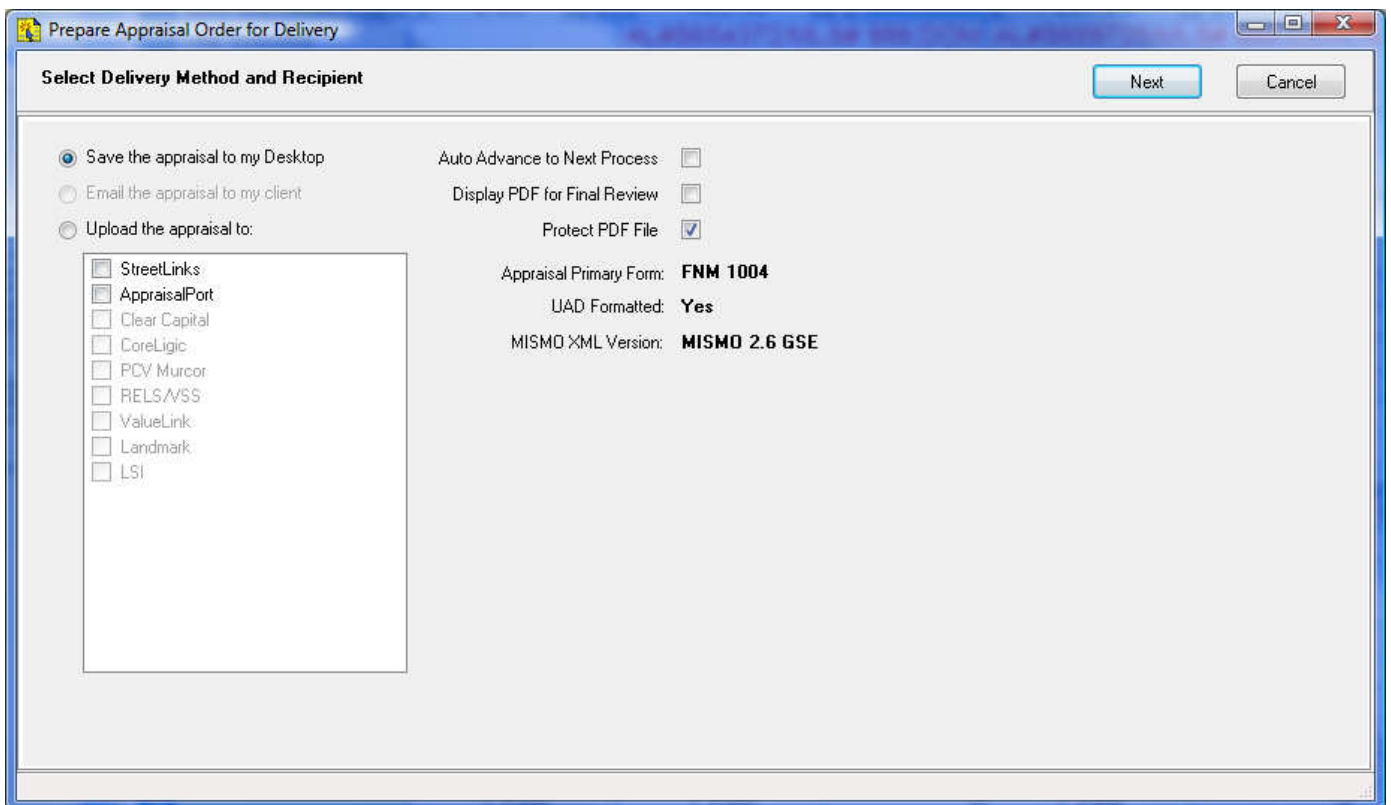 Prepare Appraisal Order for Delivery
Select Delivery Method and Recipient
Next
Cancel
Save the appraisal to my Desktop
Email the appraisal to my client
Upload the appraisal to:
StreetLinks
AppraisalPort
Clear Capital
CoreLigic
PCV Murcor
RELS/VSS
ValueLink
Landmark
LSI
Auto Advance to Next Process
Display PDF for Final Review
Protect PDF File
Appraisal Primary Form: FNM 1004
UAD Formatted: Yes
MISMO XML Version: MISMO 2.6 GSE